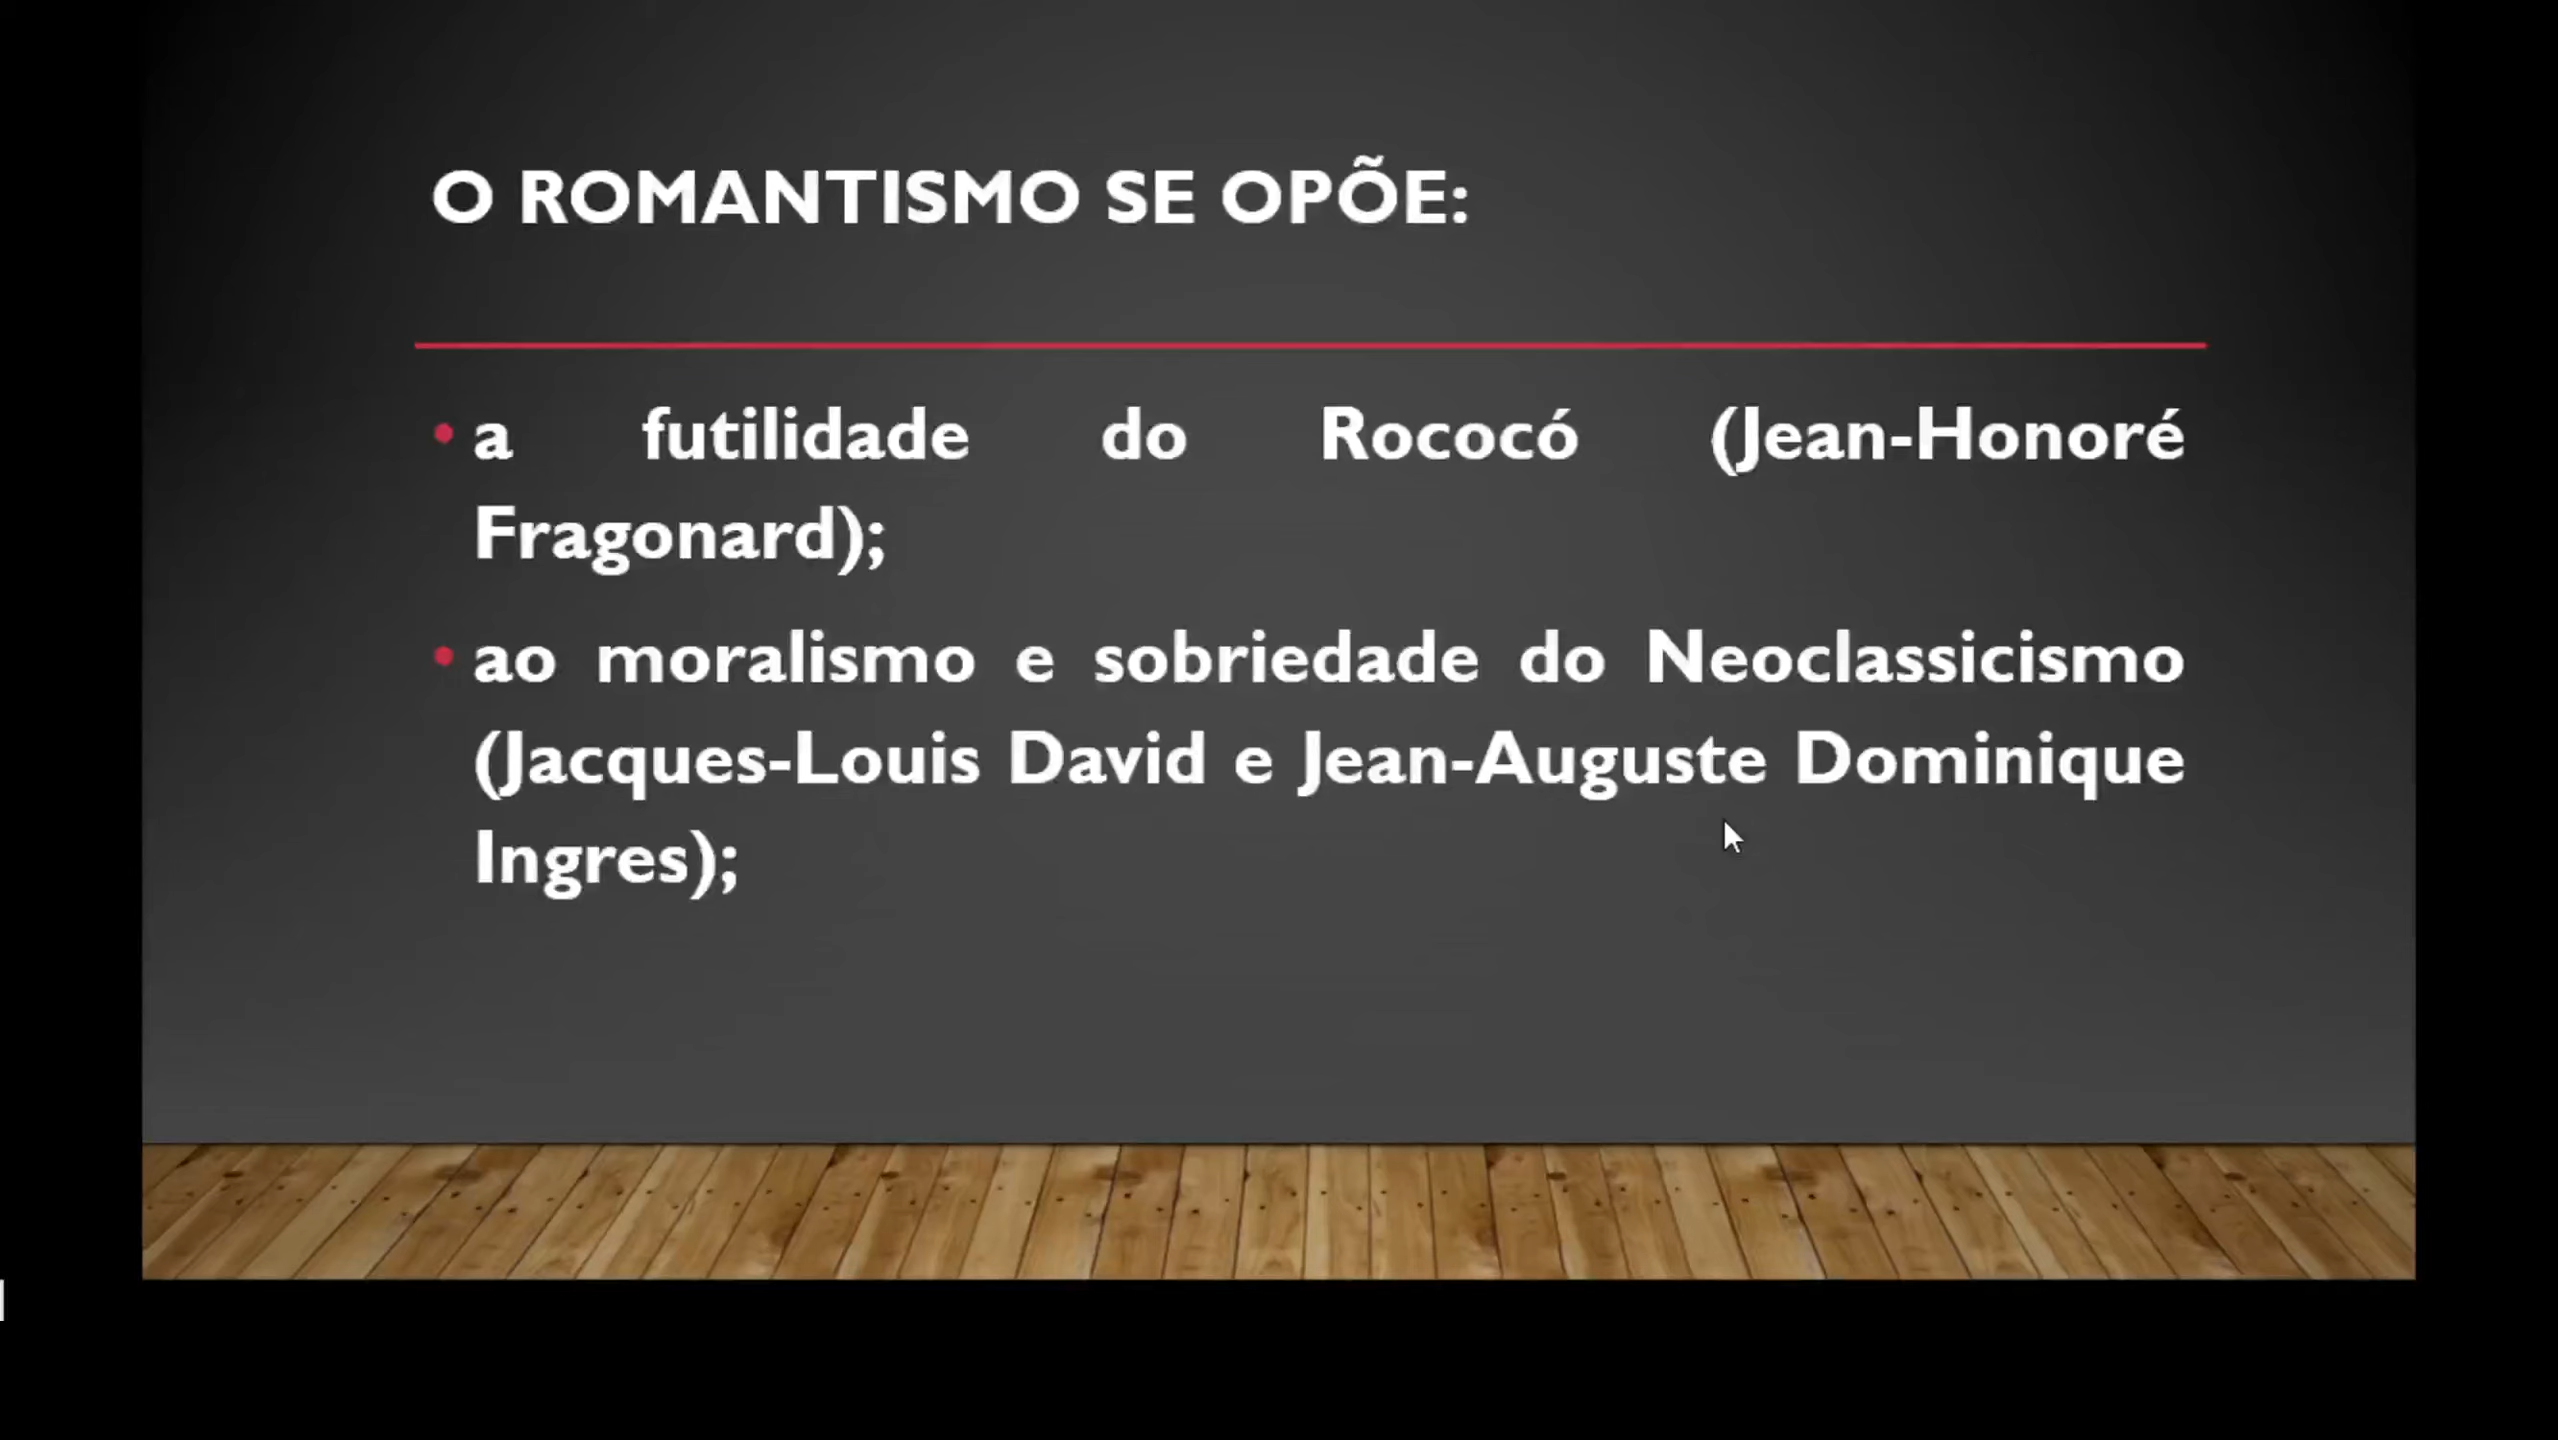 O ROMANTISMO SE OPÕE:
• a futilidade do Rococó (Jean-Honoré
Fragonard);
• ao moralismo e sobriedade do Neoclassicismo
(Jacques-Louis David e Jean-Auguste Dominique
Ingres);